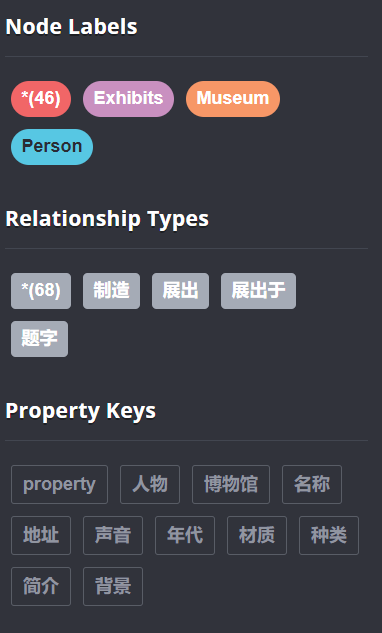 Node Labels
*(46) Exhibits Museum
Person
Relationship Types
*(68) 制造 展出 展出于
题字
Property Keys
property 人物 博物馆 名称
地址 声音 年代 材质 种类
简介 背景